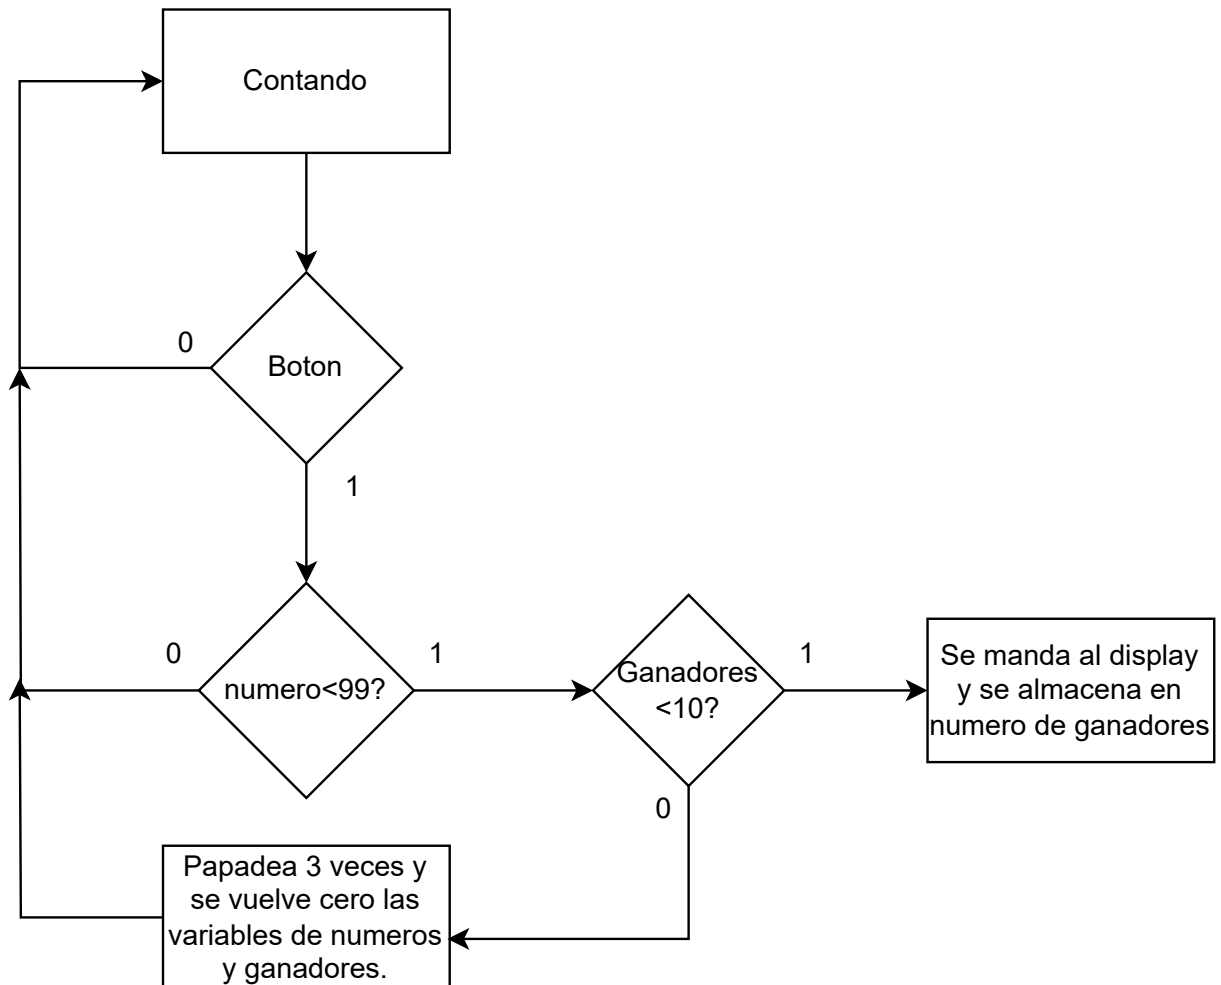 Contando
0
Boton
1
0
numero<99?
1
Ganadores
<10?
1
Se manda al display
y se almacena en
numero de ganadores
0
Papadea 3 veces y
se vuelve cero las
variables de numeros
y ganadores.